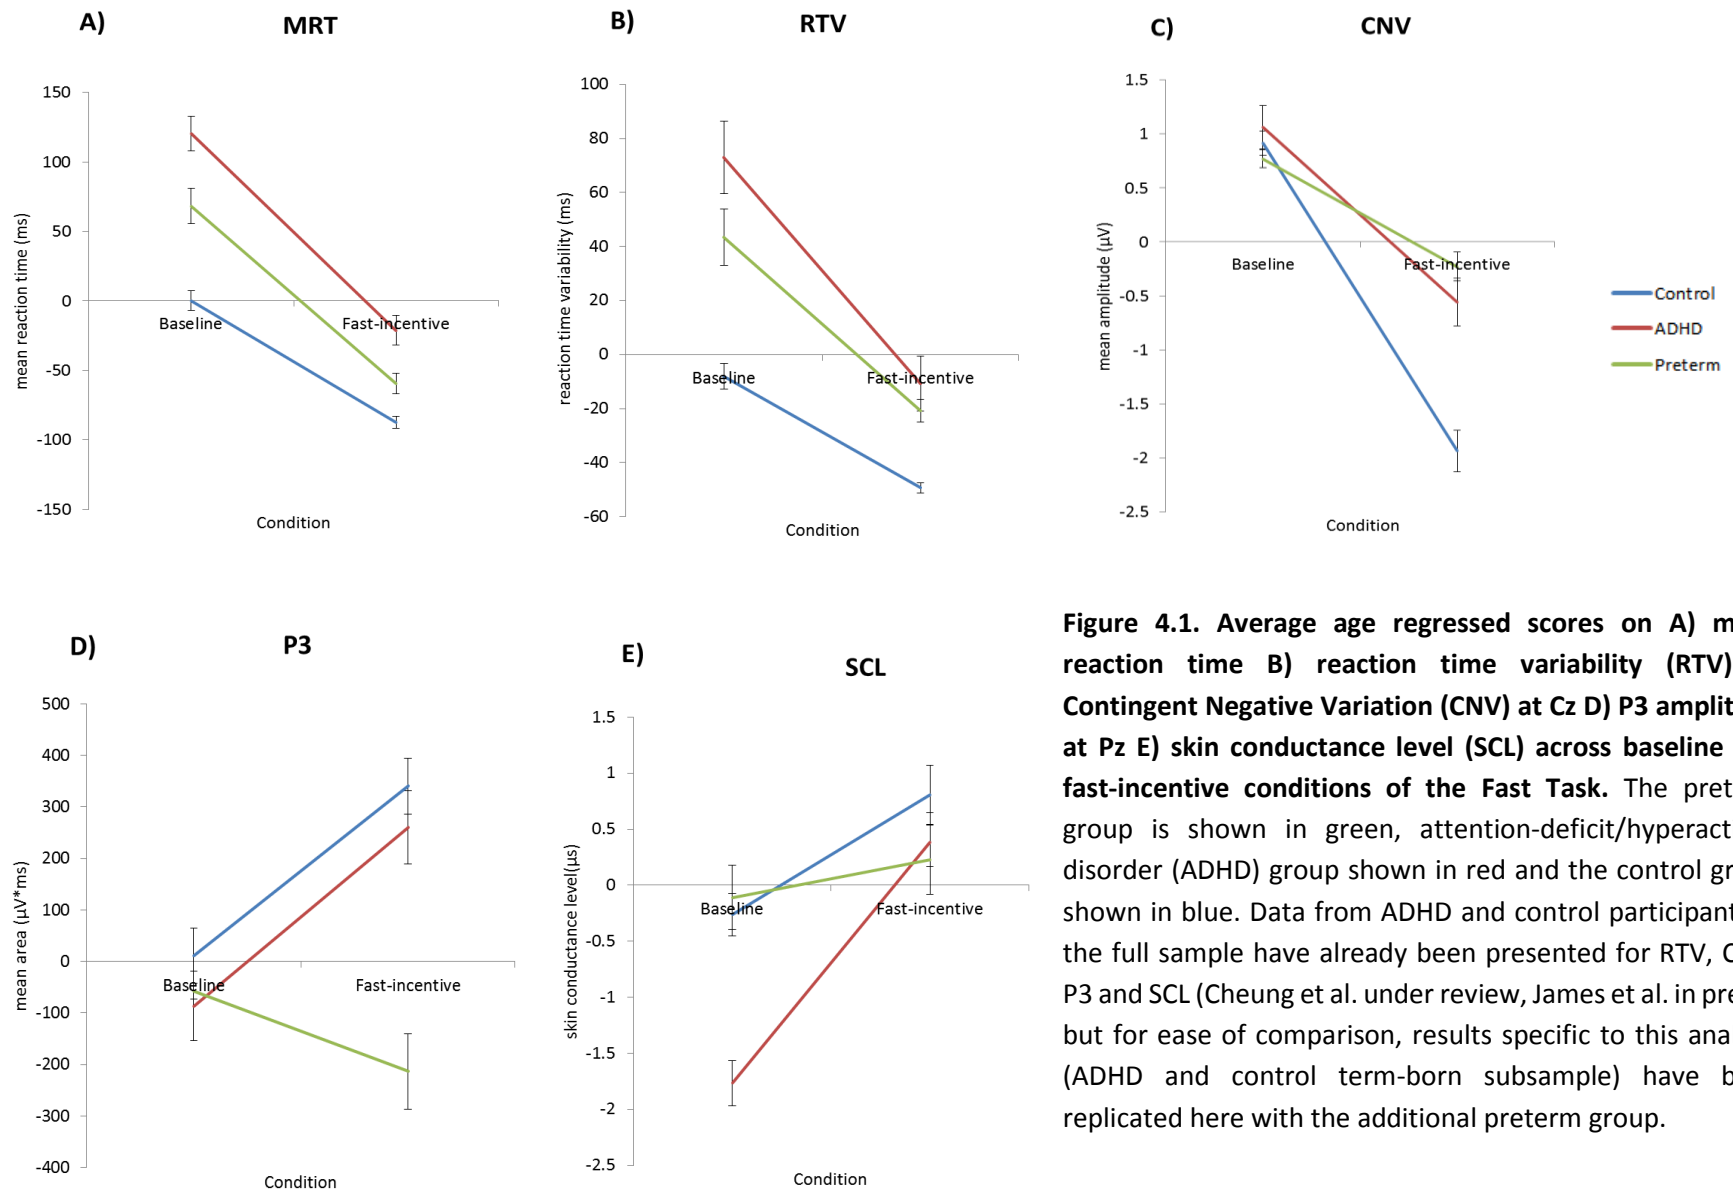 A) MRT
150
100
50
0
-50
-100
-150
mean reaction time (ms)
Baseline
Fast-incentive
Condition
B) RTV
100
80
60
40
20
0
-20
-40
-60
reaction time variability (ms)
Baseline
Fast-incentive
Condition
C) CNV
1.5
1
0.5
0
-0.5
-1
-1.5
-2
-2.5
mean amplitude (µV)
Baseline
Fast-incentive
Condition
Control
ADHD
Preterm
D) P3
500
400
300
200
100
0
-100
-200
-300
-400
mean area (µV*ms)
Baseline
Fast-incentive
Condition
E) SCL
1.5
1
0.5
0
-0.5
-1
-1.5
-2
-2.5
skin conductance level(µs)
Baseline
Fast-incentive
Condition
Figure 4.1. Average age regressed scores on A) m
reaction time B) reaction time variability (RTV)
Contingent Negative Variation (CNV) at Cz D) P3 amplit
at Pz E) skin conductance level (SCL) across baseline
fast-incentive conditions of the Fast Task. The pret
group is shown in green, attention-deficit/hyperact
disorder (ADHD) group shown in red and the control gr
shown in blue. Data from ADHD and control participant
the full sample have already been presented for RTV, C
P3 and SCL (Cheung et al. under review, James et al. in pre
but for ease of comparison, results specific to this ana
(ADHD and control term-born subsample) have b
replicated here with the additional preterm group.